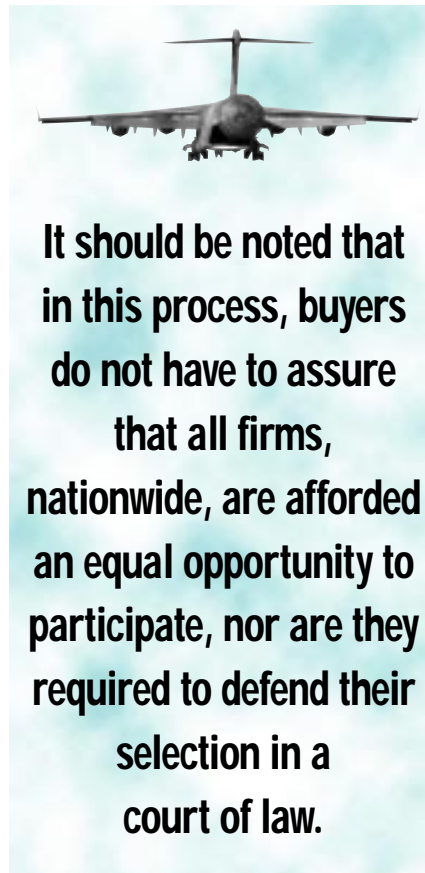 It should be noted that
in this process, buyers
do not have to assure
that all firms,
nationwide, are afforded
an equal opportunity to
participate, nor are they
required to defend their
selection in a
court of law.